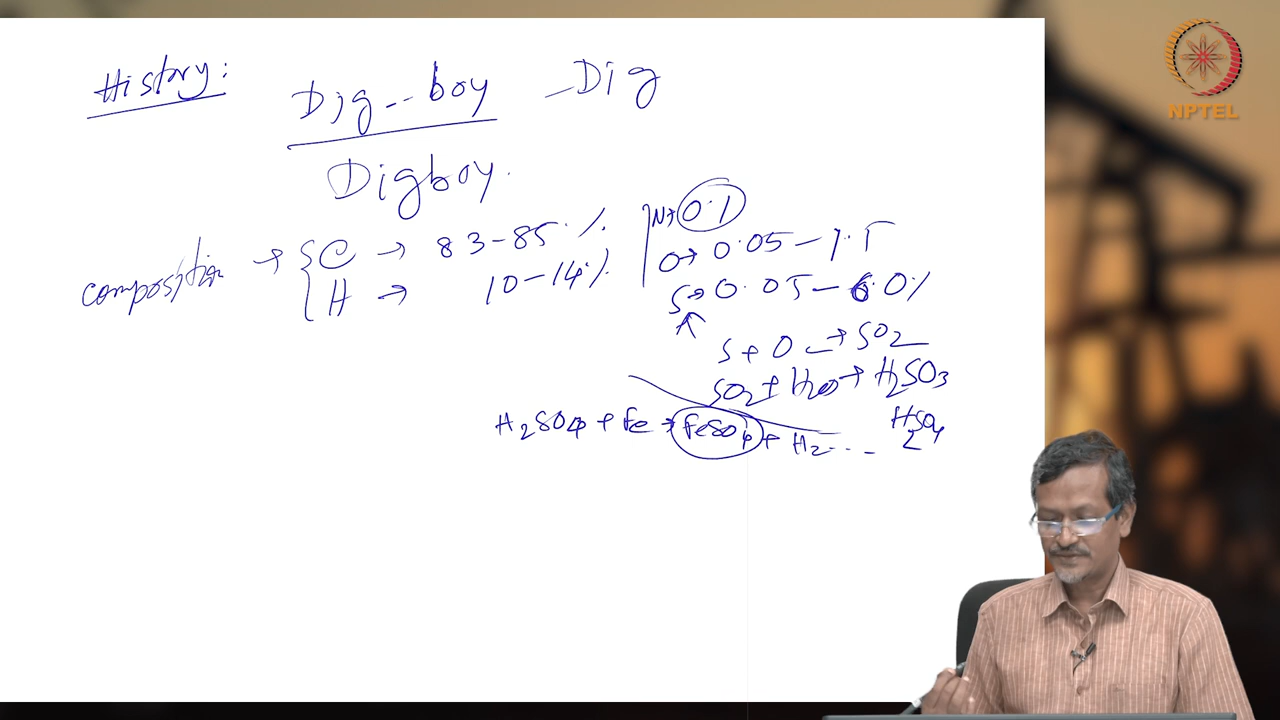 History:
Dig--boy - Dig
Digboy.
composition → { C → 83-85%
H → 10-14%
N→ 0.1
O→ 0.05-1.5
S→ 0.05-6.0%
S + O → SO2
SO2 + H2O → H2SO3
H2SO4
H2SO4 + Fe → FeSO4 + H2...
NPTEL